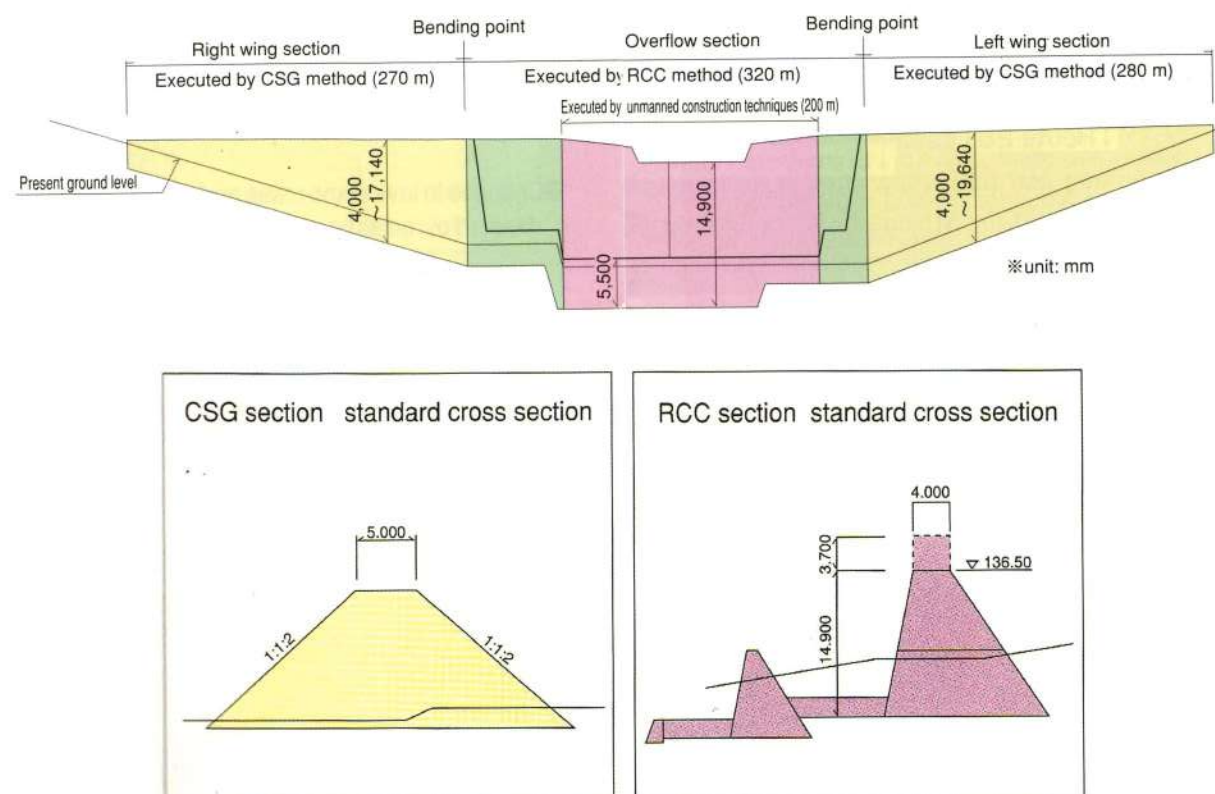 Bending point
Bending point
Right wing section
Overflow section
Left wing section
Executed by CSG method (270 m)
Executed by RCC method (320 m)
Executed by CSG method (280 m)
Executed by unmanned construction techniques (200 m)
Present ground level
4,000
~17,140
14,900
4,000
~19,640
5,500
※unit: mm
CSG section standard cross section
5.000
1:1:2
1:1:2
RCC section standard cross section
4.000
3.700
▽ 136.50
14.900